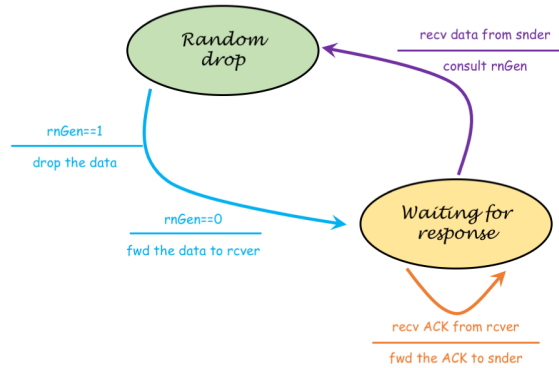 Random
drop
recv data from snder
consult rnGen
rnGen==1
drop the data
rnGen==0
fwd the data to rcver
Waiting for
response
recv ACK from rcver
fwd the ACK to snder